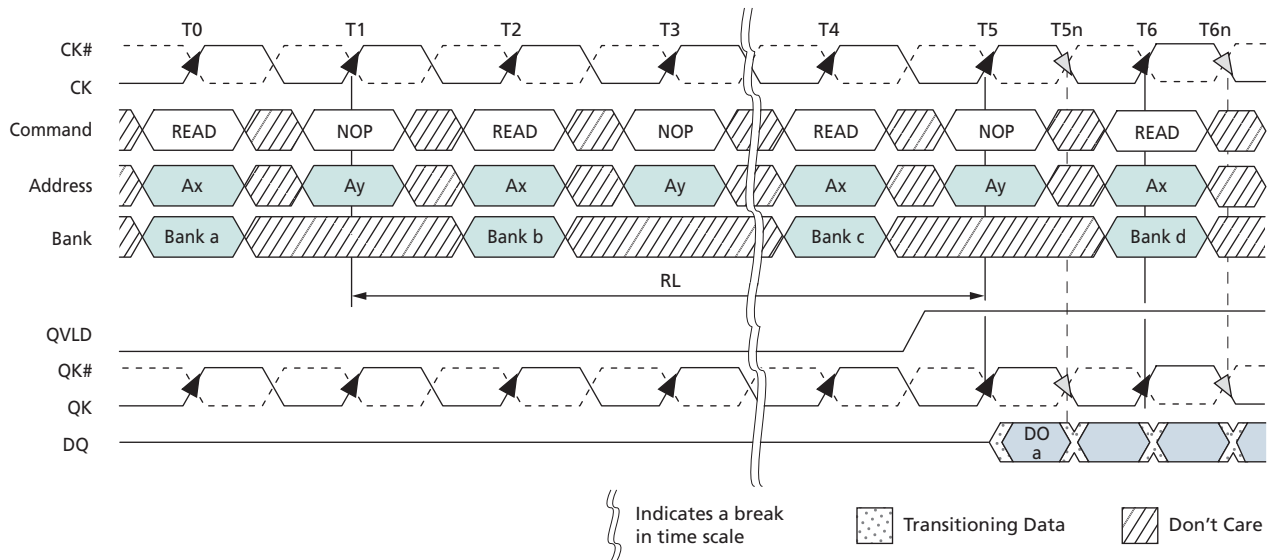 T0 T1 T2 T3 T4 T5 T5n T6 T6n
CK#
CK
Command READ NOP READ NOP READ NOP READ
Address Ax Ay Ax Ay Ax Ay Ax
Bank Bank a Bank b Bank c Bank d
RL
QVLD
QK#
QK
DQ DO
a
Indicates a break
in time scale
Transitioning Data
Don't Care